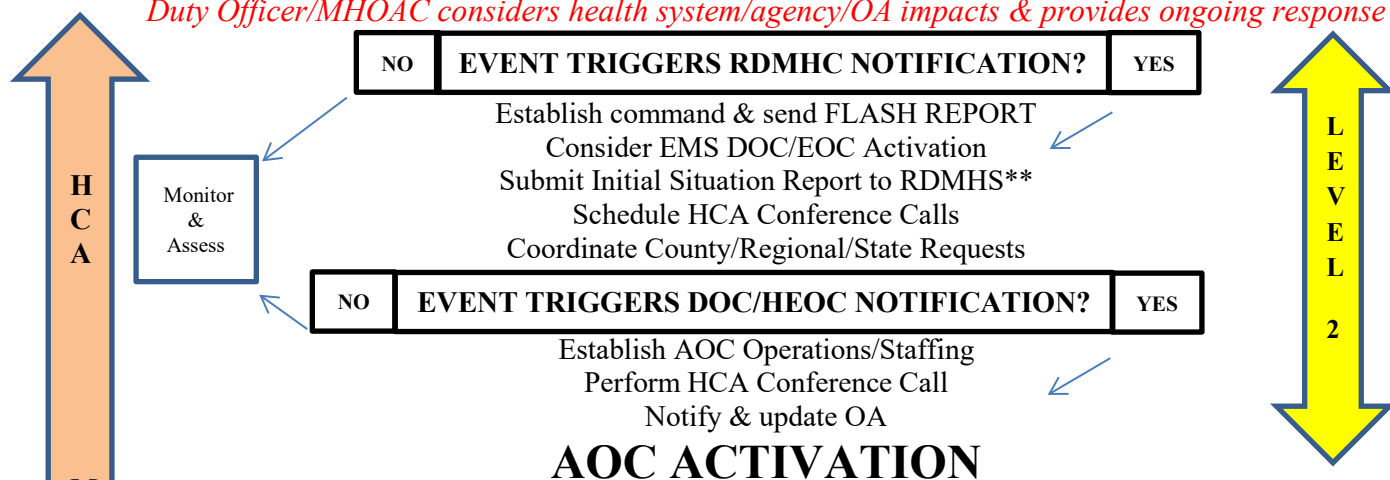 Duty Officer/MHOAC considers health system/agency/OA impacts & provides ongoing response
NO
EVENT TRIGGERS RDMHC NOTIFICATION?
YES
Establish command & send FLASH REPORT
Consider EMS DOC/EOC Activation
Submit Initial Situation Report to RDMHS**
Schedule HCA Conference Calls
Coordinate County/Regional/State Requests
H
C
A
Monitor
&
Assess
L
E
V
E
L
2
NO
EVENT TRIGGERS DOC/HEOC NOTIFICATION?
YES
Establish AOC Operations/Staffing
Perform HCA Conference Call
Notify & update OA
AOC ACTIVATION